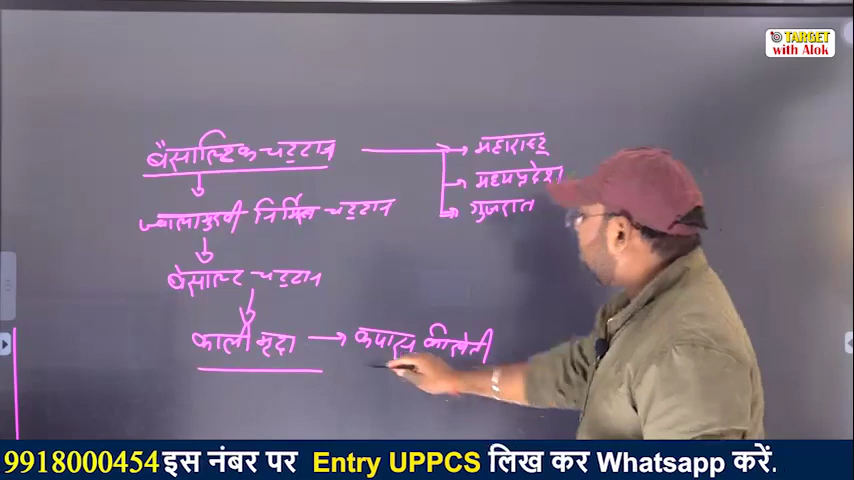 TARGET
with Alok
बैसाल्टिक चट्टान → महाराष्ट्र
→ मध्यप्रदेश
ज्वालामुखी निर्मित चट्टान → गुजरात
बेसाल्ट चट्टान
काली मृदा → कपास की खेती
9918000454 इस नंबर पर Entry UPPCS लिख कर Whatsapp करें.